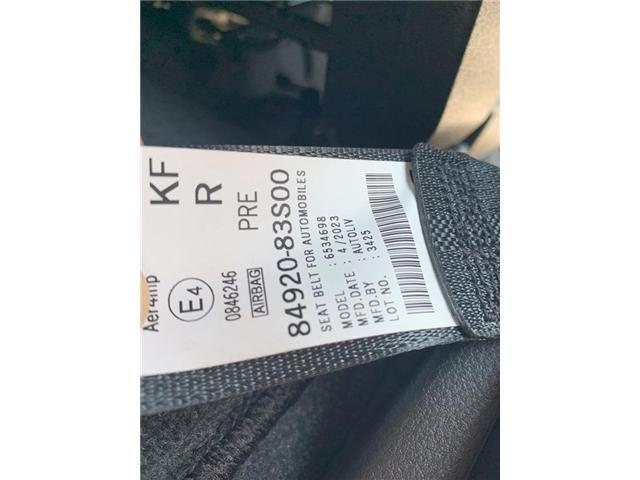 KF
R
PRE
Aer4mp
E4
0846246
AIRBAG
84920-83S00
SEAT BELT FOR AUTOMOBILES
MODEL : 6534698
MFD.DATE : 4/2023
MFD.BY : AUTOLIV
LOT NO. : 3425